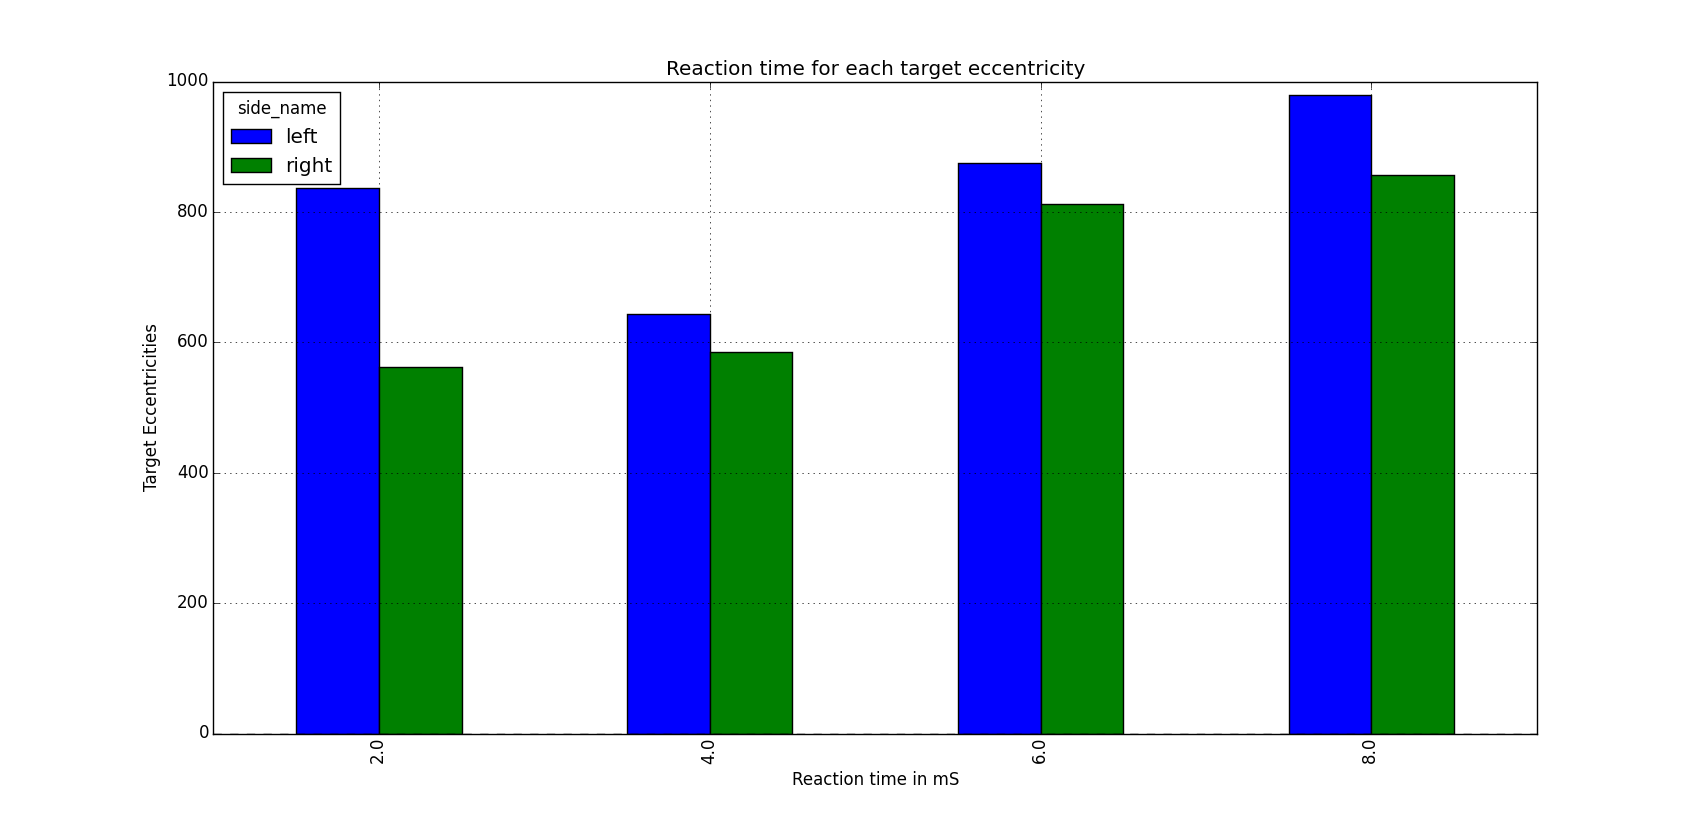 Reaction time for each target eccentricity
1000
800
600
400
200
0
side_name
left
right
Target Eccentricities
2.0
4.0
6.0
8.0
Reaction time in mS